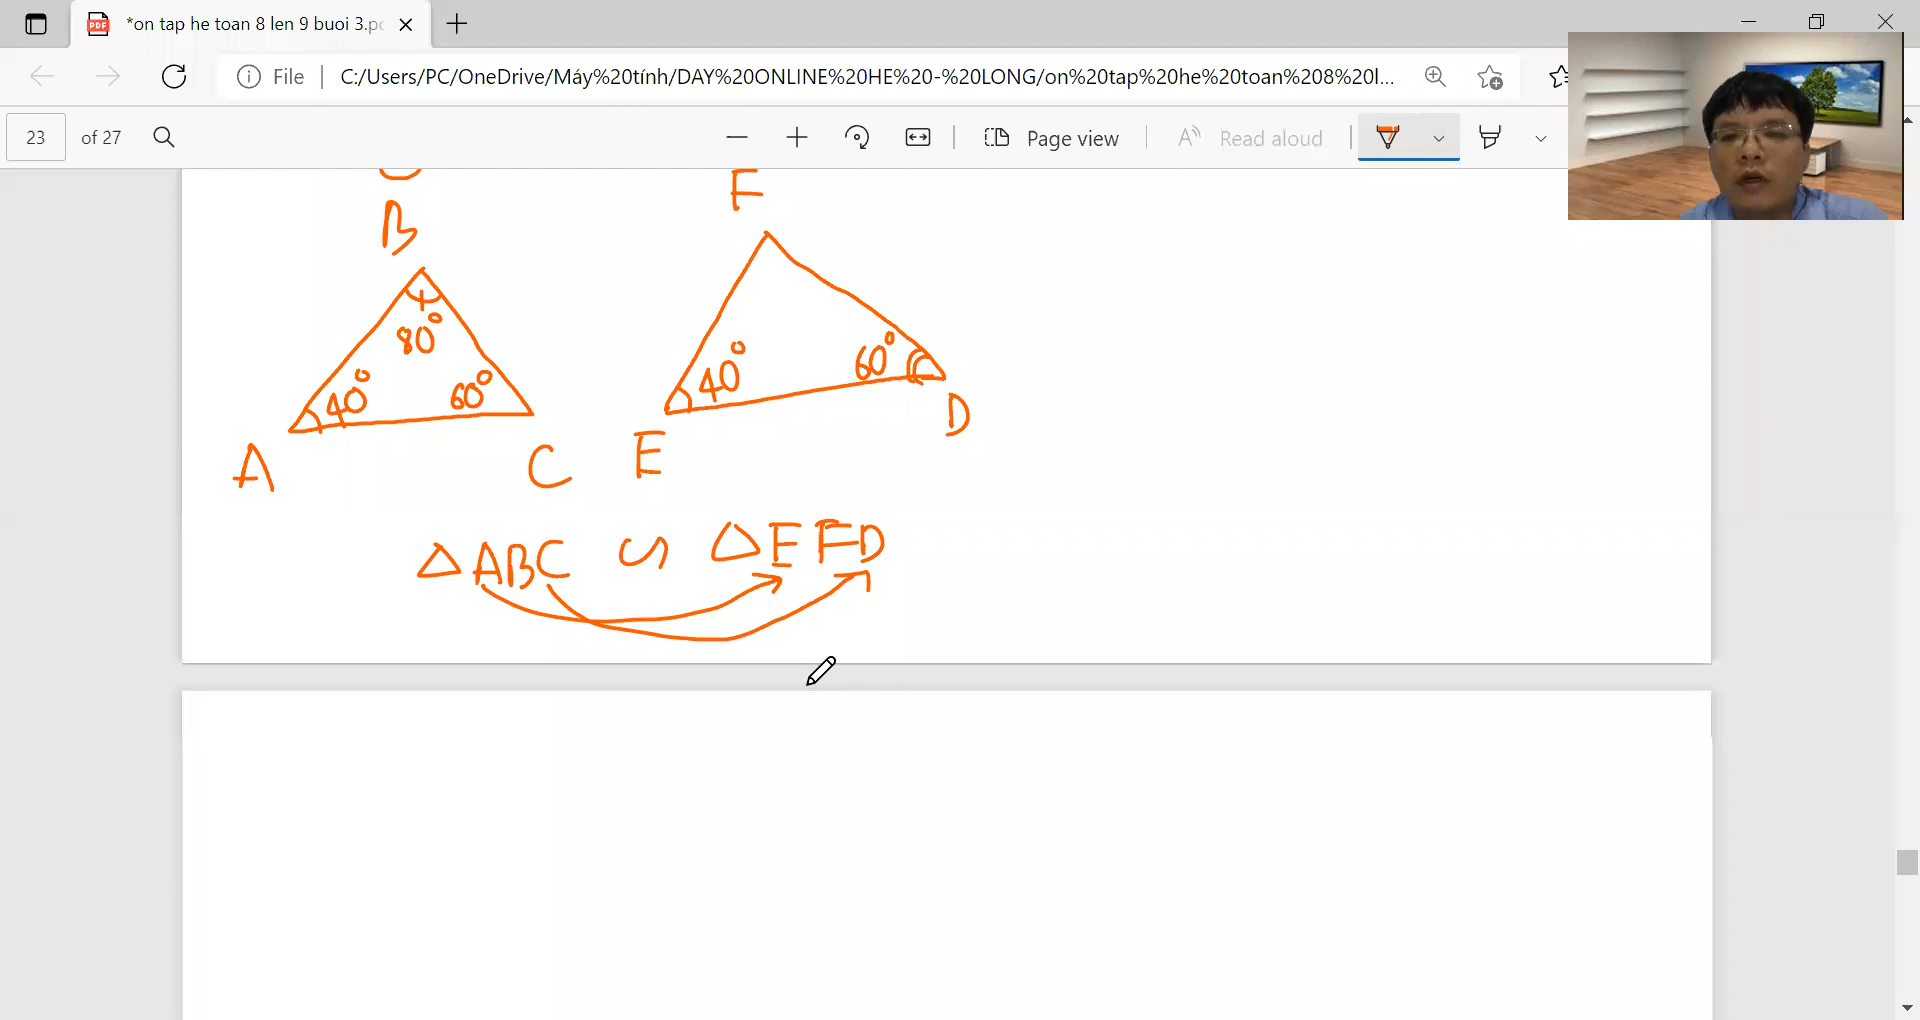 *on tap he toan 8 len 9 buoi 3.pc
File
C:/Users/PC/OneDrive/Máy%20tính/DAY%20ONLINE%20HE%20-%20LONG/on%20tap%20he%20toan%208%20l...
23 of 27
Page view
Read aloud
B F
80°
40° 60° 40° 60°
A C E D
△ABC ∽ △EFD